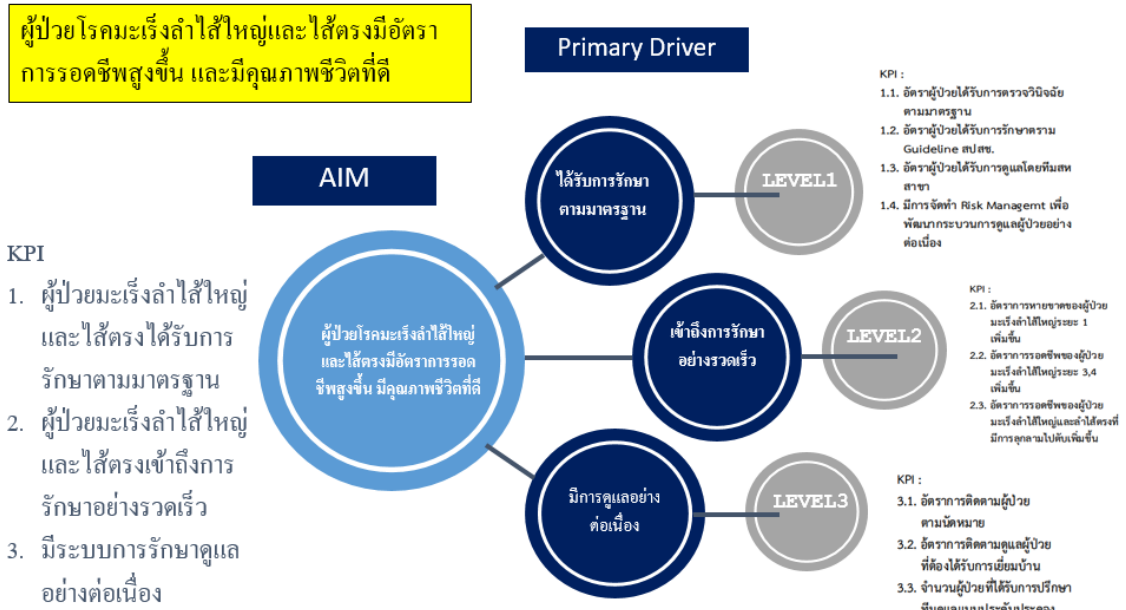 ผู้ป่วยโรคมะเร็งลำไส้ใหญ่และไส้ตรงมีอัตรา
การรอดชีพสูงขึ้น และมีคุณภาพชีวิตที่ดี
Primary Driver
AIM
KPI
1. ผู้ป่วยมะเร็งลำไส้ใหญ่
และไส้ตรงได้รับการ
รักษาตามมาตรฐาน
2. ผู้ป่วยมะเร็งลำไส้ใหญ่
และไส้ตรงเข้าถึงการ
รักษาอย่างรวดเร็ว
3. มีระบบการรักษาดูแล
อย่างต่อเนื่อง
ผู้ป่วยโรคมะเร็งลำไส้ใหญ่
และไส้ตรงมีอัตราการรอด
ชีพสูงขึ้น มีคุณภาพชีวิตที่ดี
ได้รับการรักษา
ตามมาตรฐาน
LEVEL1
KPI :
1.1. อัตราผู้ป่วยได้รับการตรวจวินิจฉัย
ตามมาตรฐาน
1.2. อัตราผู้ป่วยได้รับการรักษาตราม
Guideline สปสช.
1.3. อัตราผู้ป่วยได้รับการดูแลโดยทีมสห
สาขา
1.4. มีการจัดทำ Risk Managemt เพื่อ
พัฒนากระบวนการดูแลผู้ป่วยอย่าง
ต่อเนื่อง
เข้าถึงการรักษา
อย่างรวดเร็ว
LEVEL2
KPI :
2.1. อัตราการหายขาดของผู้ป่วย
มะเร็งลำไส้ใหญ่ระยะ 1
เพิ่มขึ้น
2.2. อัตราการรอดชีพของผู้ป่วย
มะเร็งลำไส้ใหญ่ระยะ 3,4
เพิ่มขึ้น
2.3. อัตราการรอดชีพของผู้ป่วย
มะเร็งลำไส้ใหญ่และลำไส้ตรงที่
มีการลุกลามไปตับเพิ่มขึ้น
มีการดูแลอย่าง
ต่อเนื่อง
LEVEL3
KPI :
3.1. อัตราการติดตามผู้ป่วย
ตามนัดหมาย
3.2. อัตราการติดตามดูแลผู้ป่วย
ที่ต้องได้รับการเยี่ยมบ้าน
3.3. จำนวนผู้ป่วยที่ได้รับการปรึกษา
ทีมดูแลแบบประคับประคอง